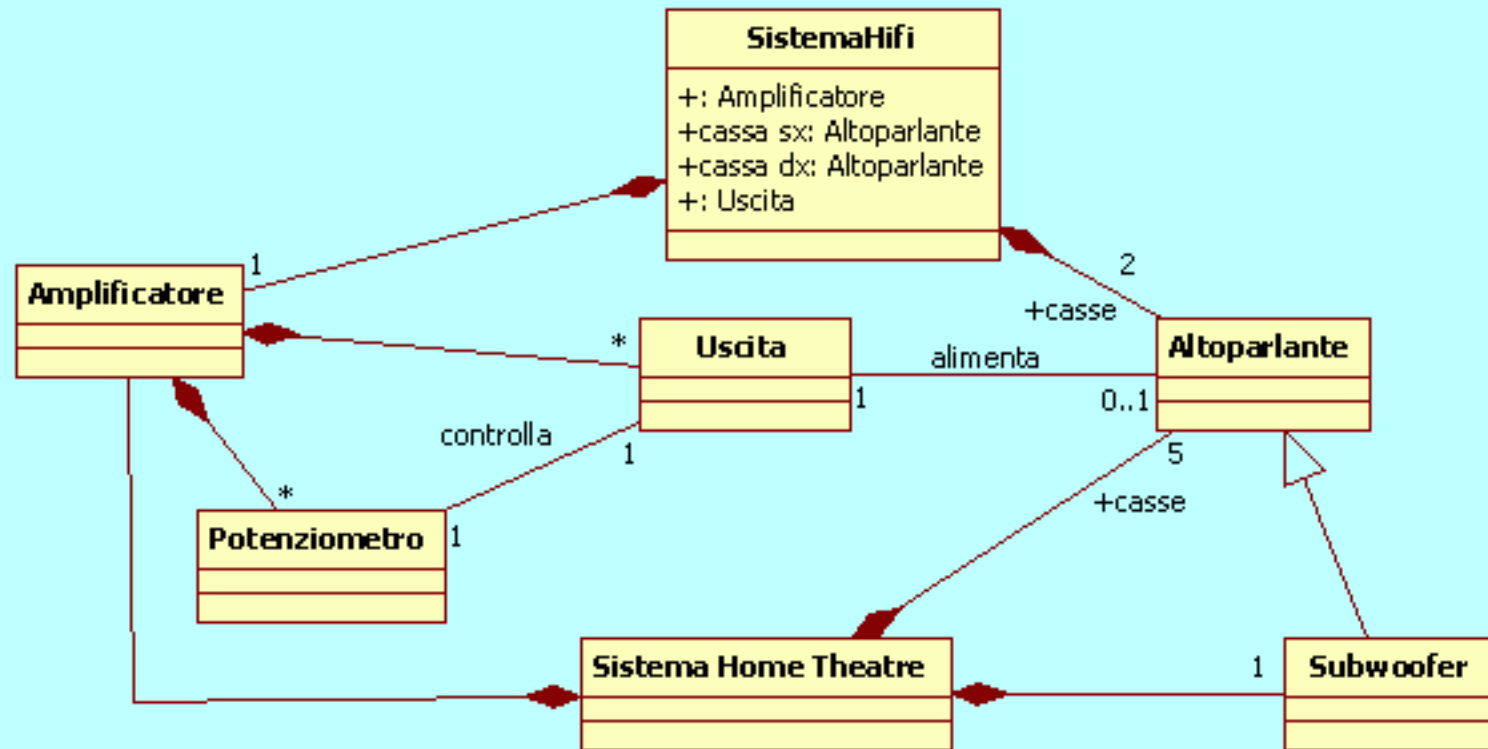 SistemaHifi
+: Amplificatore
+cassa sx: Altoparlante
+cassa dx: Altoparlante
+: Uscita
1
2
+casse
Amplificatore
*
Uscita
alimenta
Altoparlante
1
0..1
controlla
1
5
+casse
*
Potenziometro
1
Sistema Home Theatre
1
Subwoofer